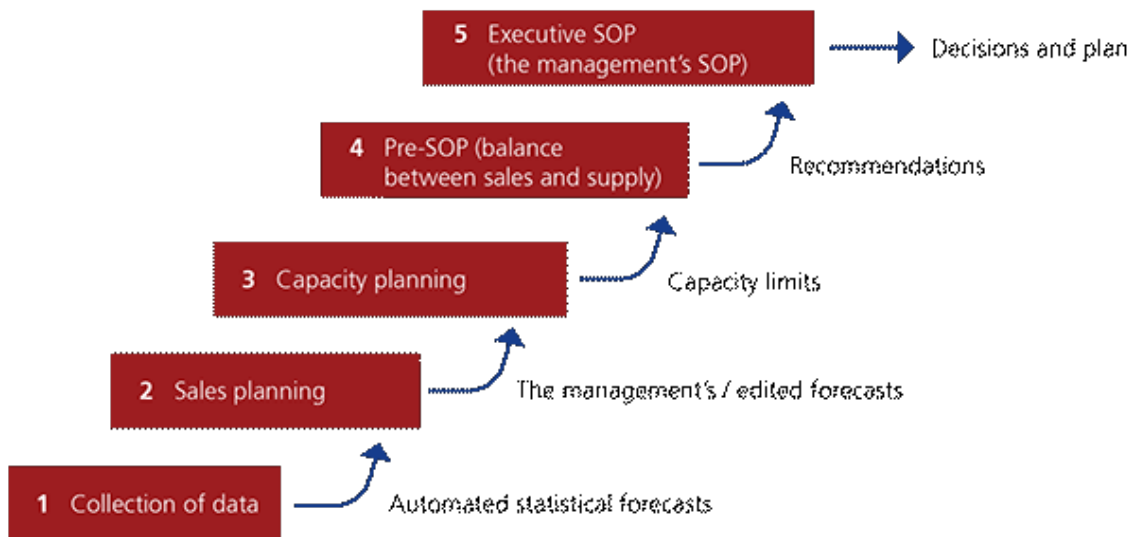 5 Executive SOP
(the management's SOP)
Decisions and plan
4 Pre-SOP (balance
between sales and supply)
Recommendations
3 Capacity planning
Capacity limits
2 Sales planning
The management's / edited forecasts
1 Collection of data
Automated statistical forecasts